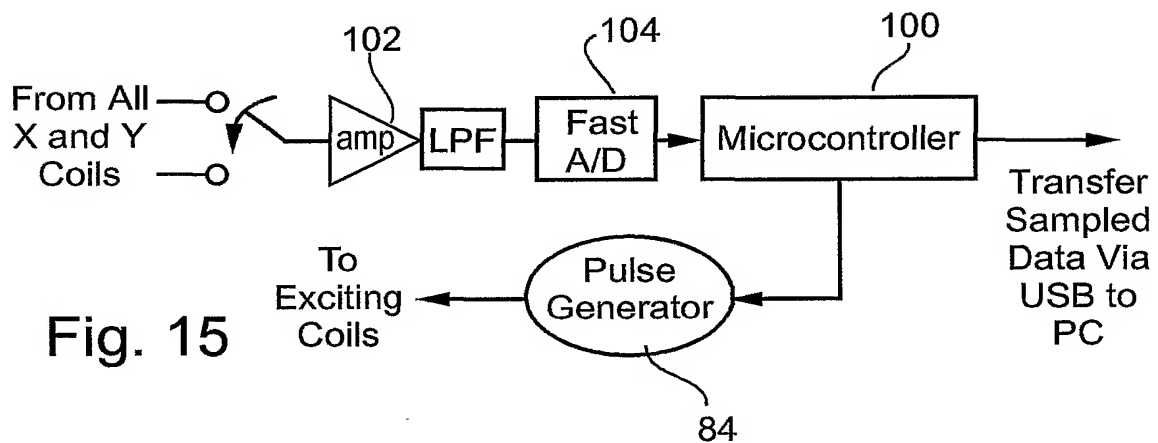 102
104
100
From All
X and Y
Coils
amp
LPF
Fast
A/D
Microcontroller
Transfer
Sampled
Data Via
USB to
PC
To
Exciting
Coils
Pulse
Generator
84
Fig. 15